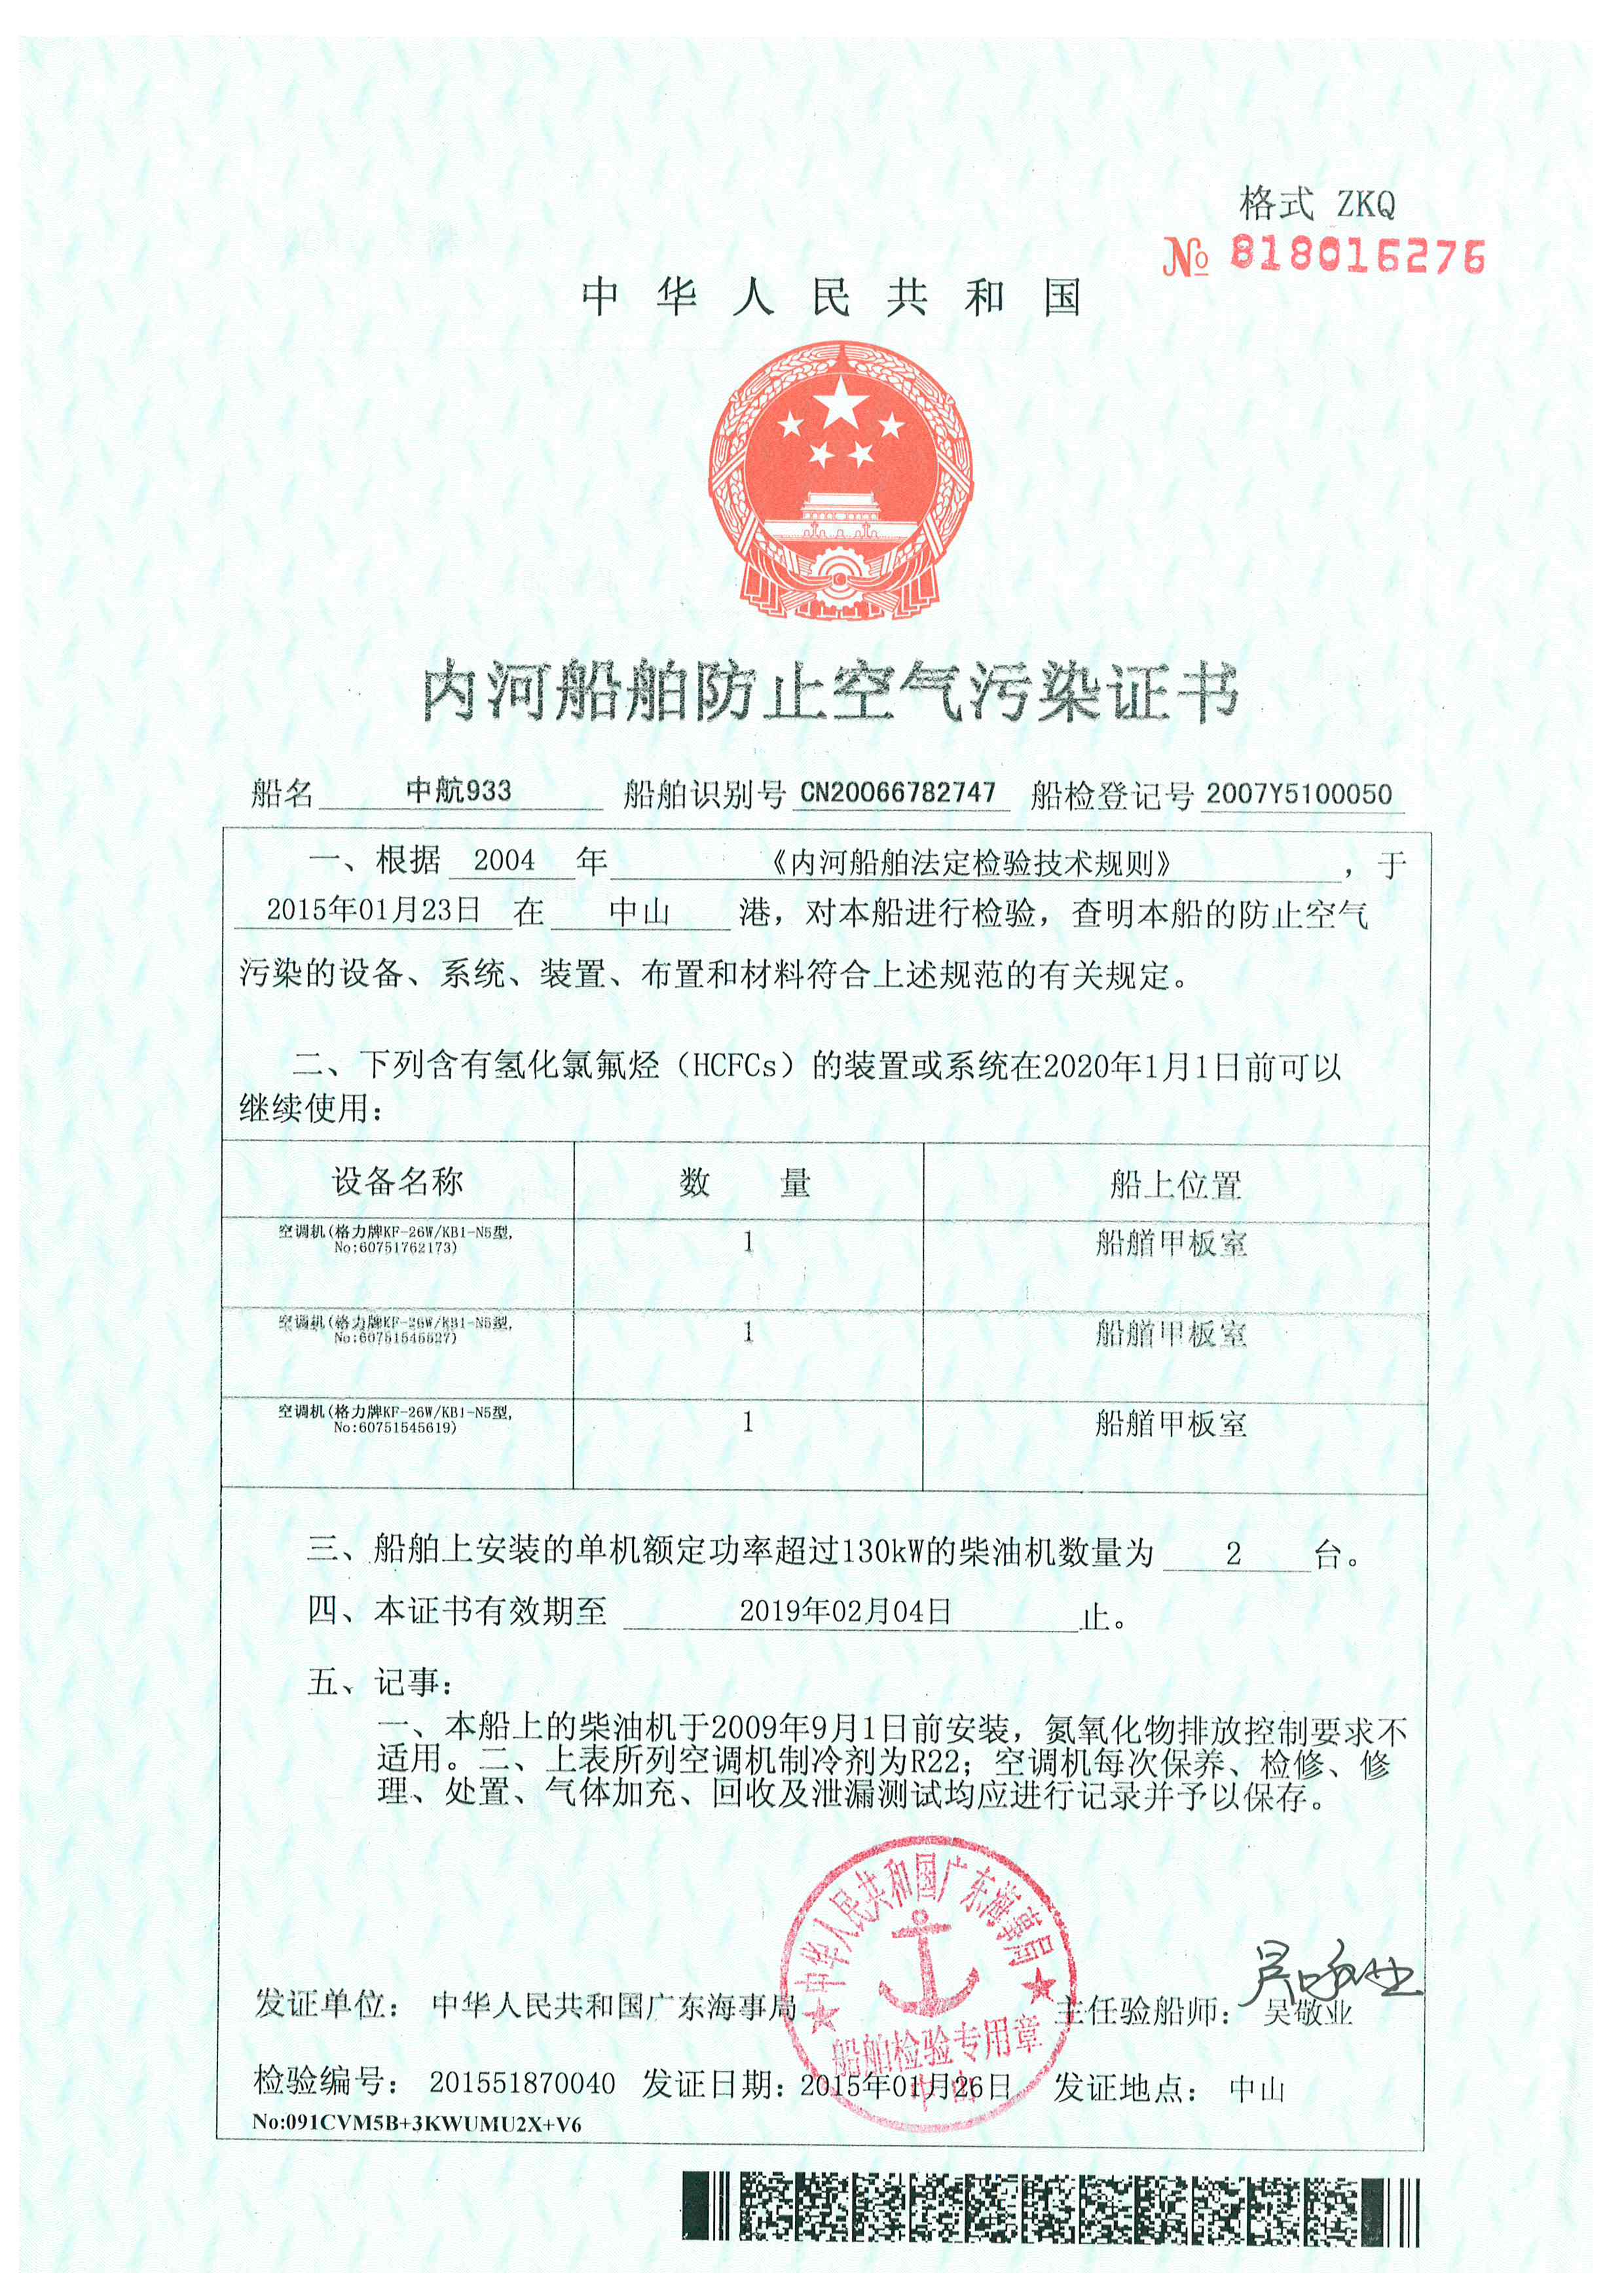 格式 ZKQ
№ 818016276
中华人民共和国
内河船舶防止空气污染证书
船名 中航933 船舶识别号 CN20066782747 船检登记号 2007Y5100050
一、根据 2004 年 《内河船舶法定检验技术规则》 ，于
2015年01月23日 在 中山 港，对本船进行检验，查明本船的防止空气
污染的设备、系统、装置、布置和材料符合上述规范的有关规定。
二、下列含有氢化氯氟烃（HCFCs）的装置或系统在2020年1月1日前可以
继续使用：
设备名称 数量 船上位置
空调机(格力牌KF-26W/KB1-N5型, 1 船艏甲板室
No:60751762173)
空调机(格力牌KF-26W/KB1-N5型, 1 船艏甲板室
No:60751545527)
空调机(格力牌KF-26W/KB1-N5型, 1 船艏甲板室
No:60751545619)
三、船舶上安装的单机额定功率超过130kW的柴油机数量为 2 台。
四、本证书有效期至 2019年02月04日 止。
五、记事：
一、本船上的柴油机于2009年9月1日前安装，氮氧化物排放控制要求不
适用。二、上表所列空调机制冷剂为R22；空调机每次保养、检修、修
理、处置、气体加充、回收及泄漏测试均应进行记录并予以保存。
中华人民共和国广东海事局
船舶检验专用章
中山
发证单位： 中华人民共和国广东海事局 主任验船师： 吴敬业
检验编号： 201551870040 发证日期：2015年01月26日 发证地点： 中山
No:091CVM5B+3KWUMU2X+V6